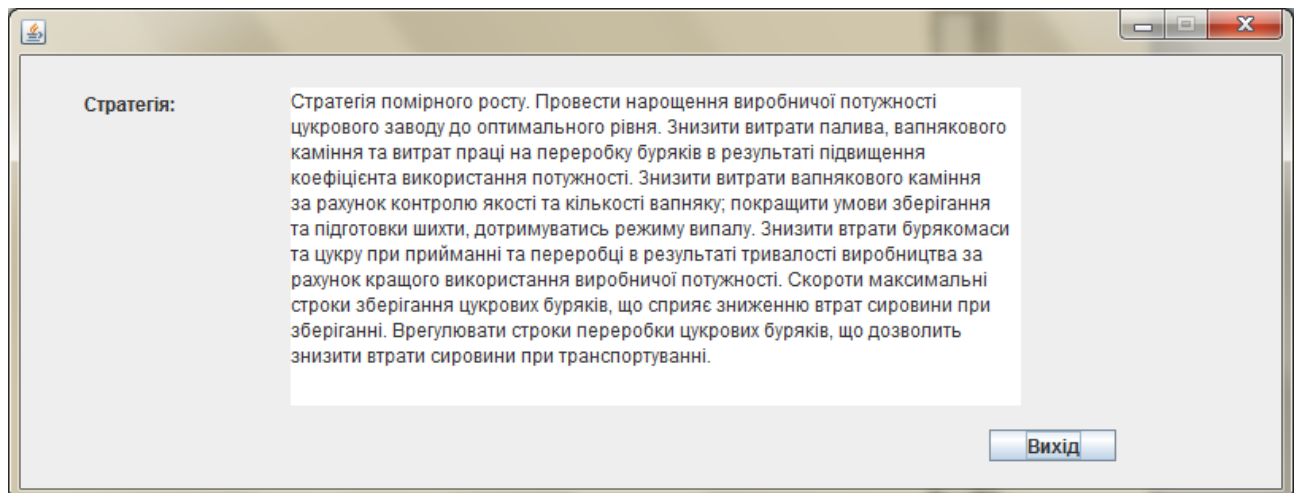 Стратегія:
Стратегія помірного росту. Провести нарощення виробничої потужності
цукрового заводу до оптимального рівня. Знизити витрати палива, вапнякового
каміння та витрат праці на переробку буряків в результаті підвищення
коефіцієнта використання потужності. Знизити витрати вапнякового каміння
за рахунок контролю якості та кількості вапняку; покращити умови зберігання
та підготовки шихти, дотримуватись режиму випалу. Знизити втрати бурякомаси
та цукру при прийманні та переробці в результаті тривалості виробництва за
рахунок кращого використання виробничої потужності. Скороти максимальні
строки зберігання цукрових буряків, що сприяє зниженню втрат сировини при
зберіганні. Врегулювати строки переробки цукрових буряків, що дозволить
знизити втрати сировини при транспортуванні.
Вихід